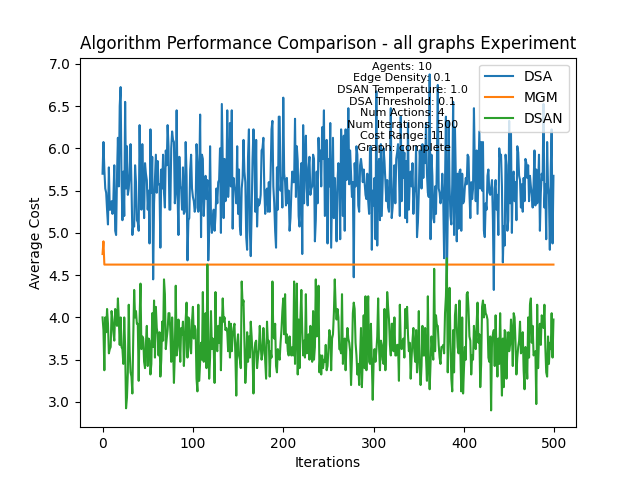 Algorithm Performance Comparison - all graphs Experiment
7.0
6.5
6.0
5.5
5.0
4.5
4.0
3.5
3.0
Average Cost
Agents: 10
Edge Density: 0.1
DSAN Temperature: 1.0
DSA Threshold: 0.1
Num Actions: 4
Num Iterations: 500
Cost Range: 11
Graph: complete
DSA
MGM
DSAN
0
100
200
300
400
500
Iterations